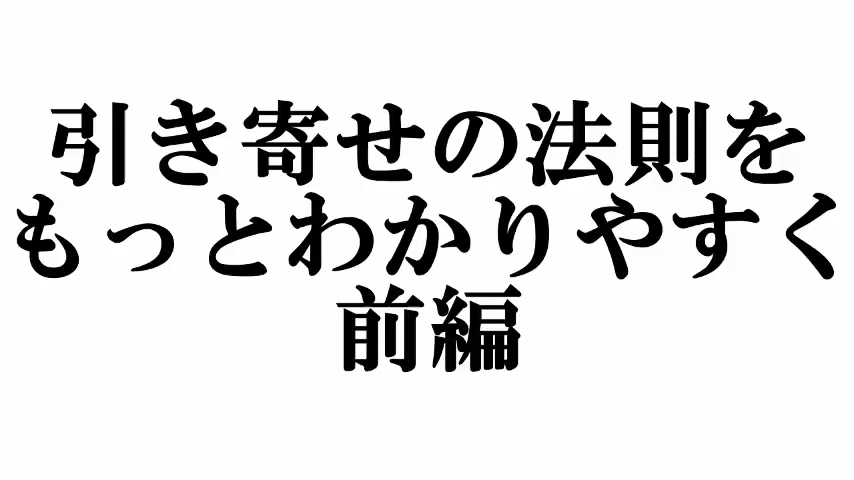 引き寄せの法則を
もっとわかりやすく
前編